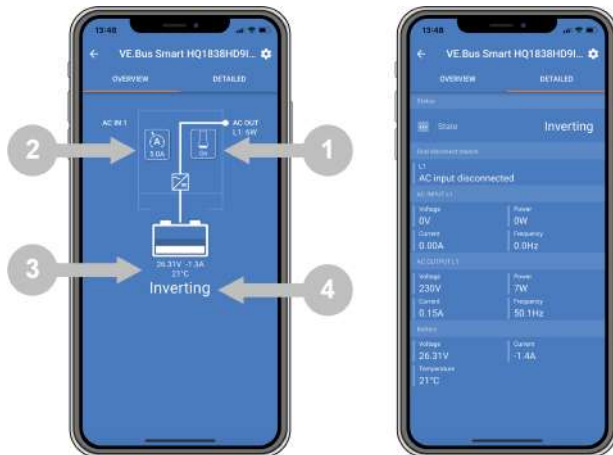 13:48
VE.Bus Smart HQ1838HD9I...
OVERVIEW
DETAILED
AC IN 1
AC OUT
L1: 6W
5.0A
On
1
2
3
4
26.31V -1.3A
21°C
Inverting
13:48
VE.Bus Smart HQ1838HD9I...
OVERVIEW
DETAILED
Status
State
Inverting
Grid disconnect reason
L1
AC input disconnected
AC INPUT L1
Voltage
Power
0V
0W
Current
Frequency
0.00A
0.0Hz
AC OUTPUT L1
Voltage
Power
230V
7W
Current
Frequency
0.15A
50.1Hz
Battery
Voltage
Current
26.31V
-1.4A
Temperature
21°C